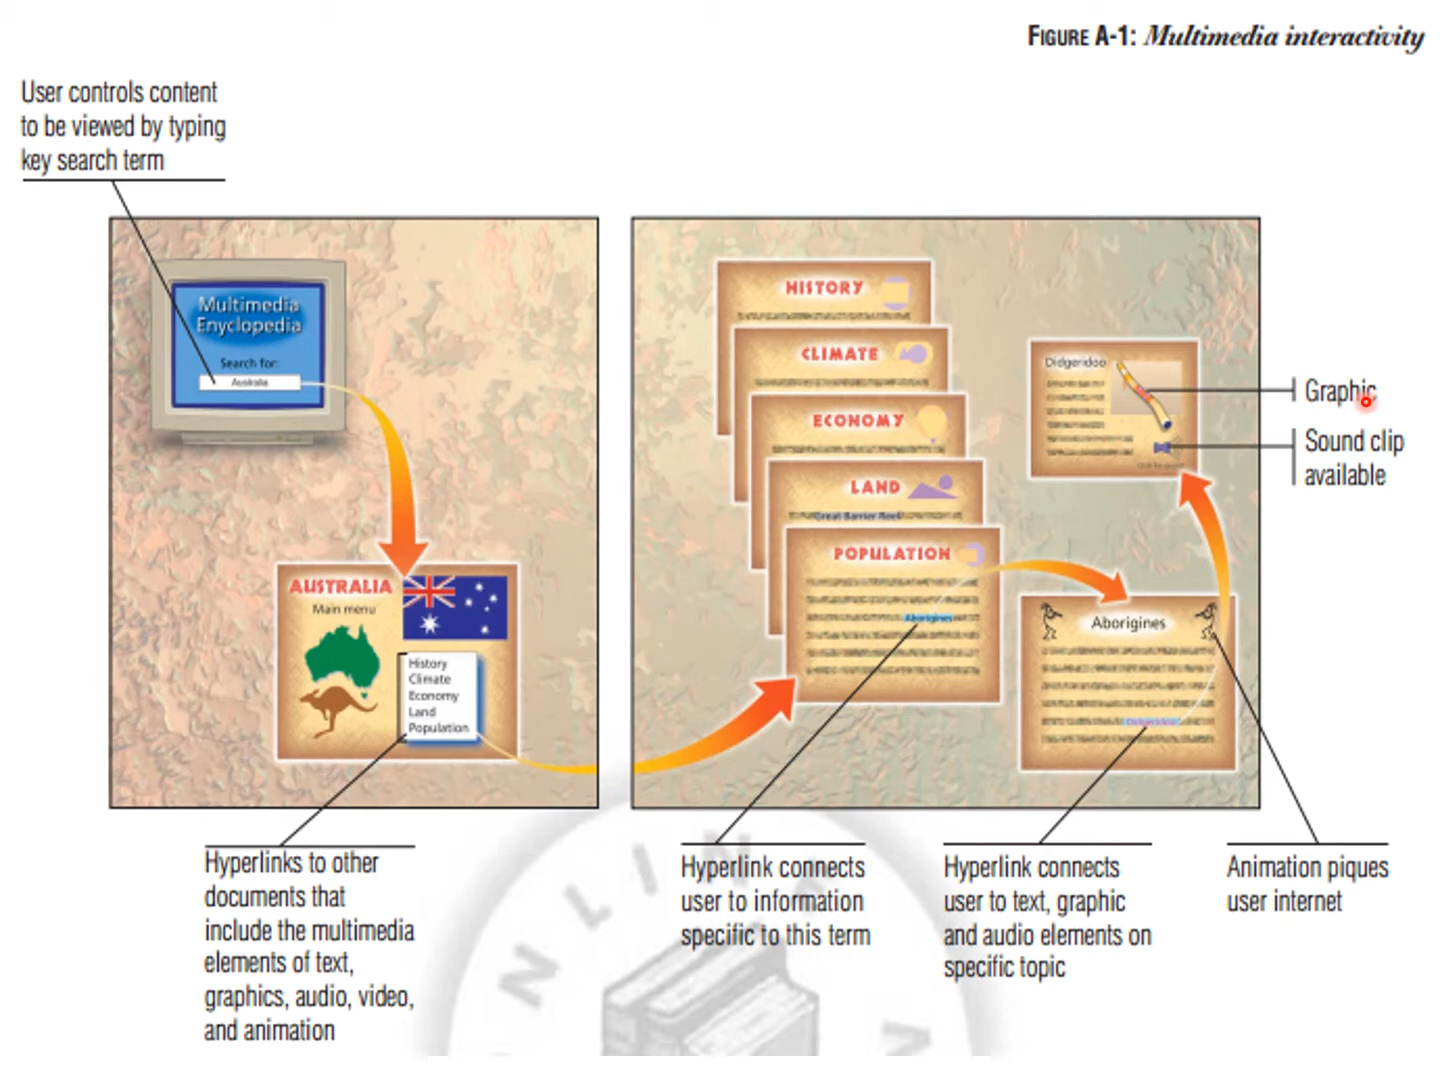 FIGURE A-1: Multimedia interactivity
User controls content
to be viewed by typing
key search term
Multimedia
Enyclopedia
Search for:
Australia
AUSTRALIA
Main menu
History
Climate
Economy
Land
Population
HISTORY
CLIMATE
ECONOMY
LAND
Great Barrier Reef
POPULATION
Aborigines
Didgeridoo
Graphic
Sound clip
available
Aborigines
Didgeridoo
Hyperlinks to other
documents that
include the multimedia
elements of text,
graphics, audio, video,
and animation
Hyperlink connects
user to information
specific to this term
Hyperlink connects
user to text, graphic
and audio elements on
specific topic
Animation piques
user internet
NLINE